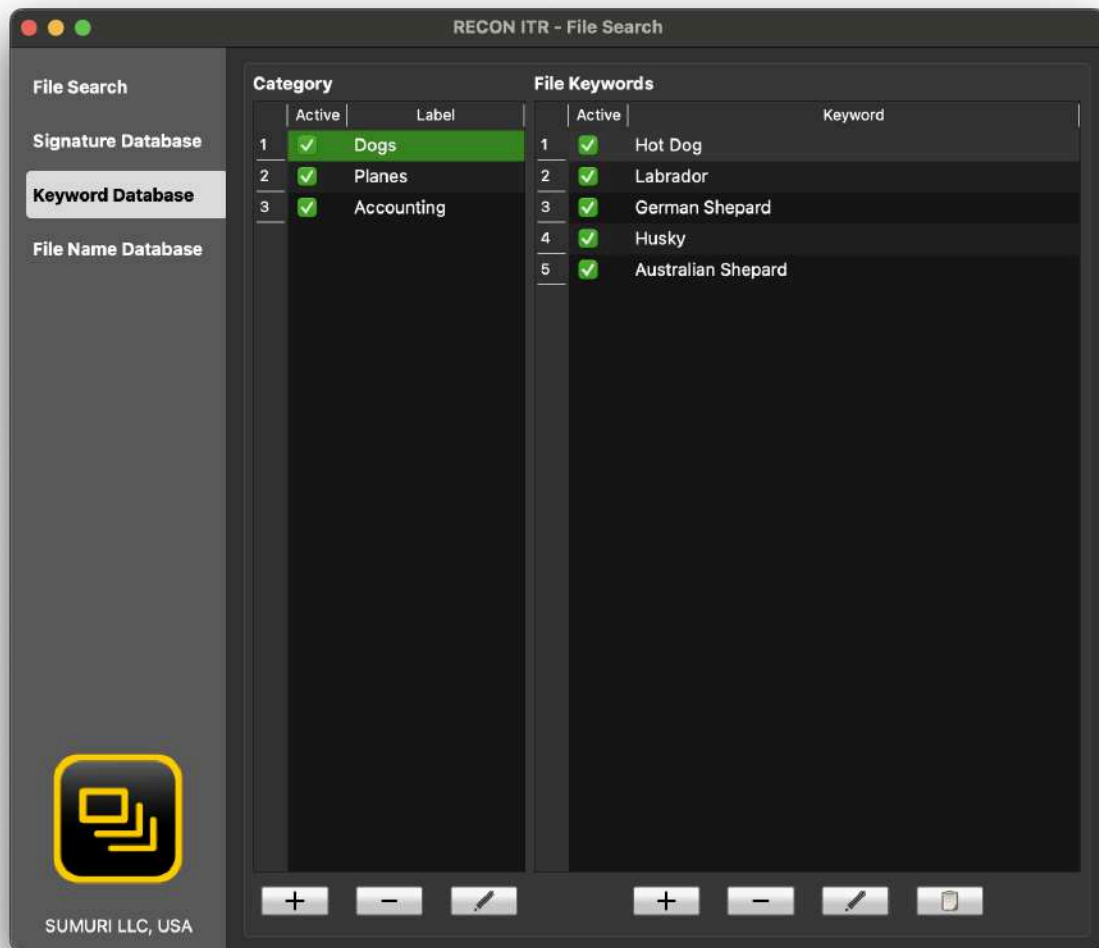 RECON ITR - File Search
File Search
Signature Database
Keyword Database
File Name Database
SUMURI LLC, USA
Category
Active Label
1 Dogs
2 Planes
3 Accounting
File Keywords
Active Keyword
1 Hot Dog
2 Labrador
3 German Shepard
4 Husky
5 Australian Shepard